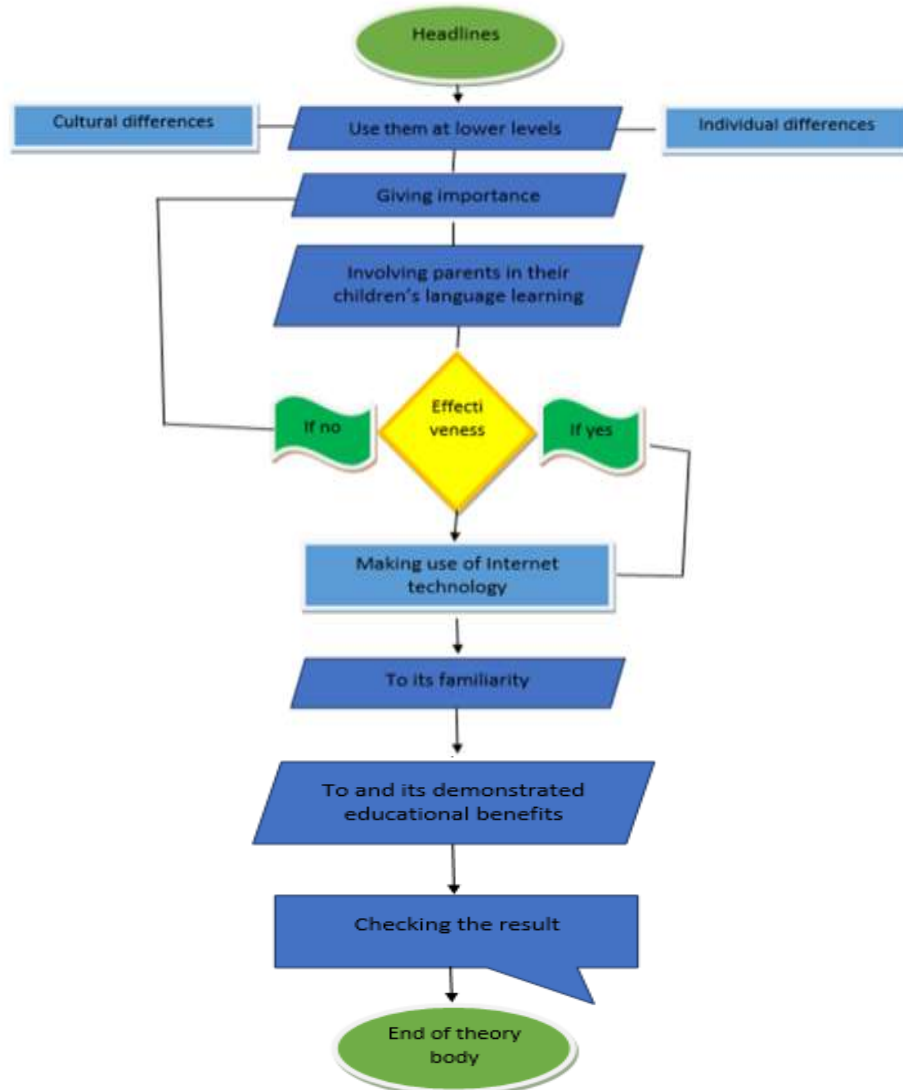 Headlines
Cultural differences
Use them at lower levels
Individual differences
Giving importance
Involving parents in their
children's language learning
If no
Effecti
veness
If yes
Making use of Internet
technology
To its familiarity
To and its demonstrated
educational benefits
Checking the result
End of theory
body